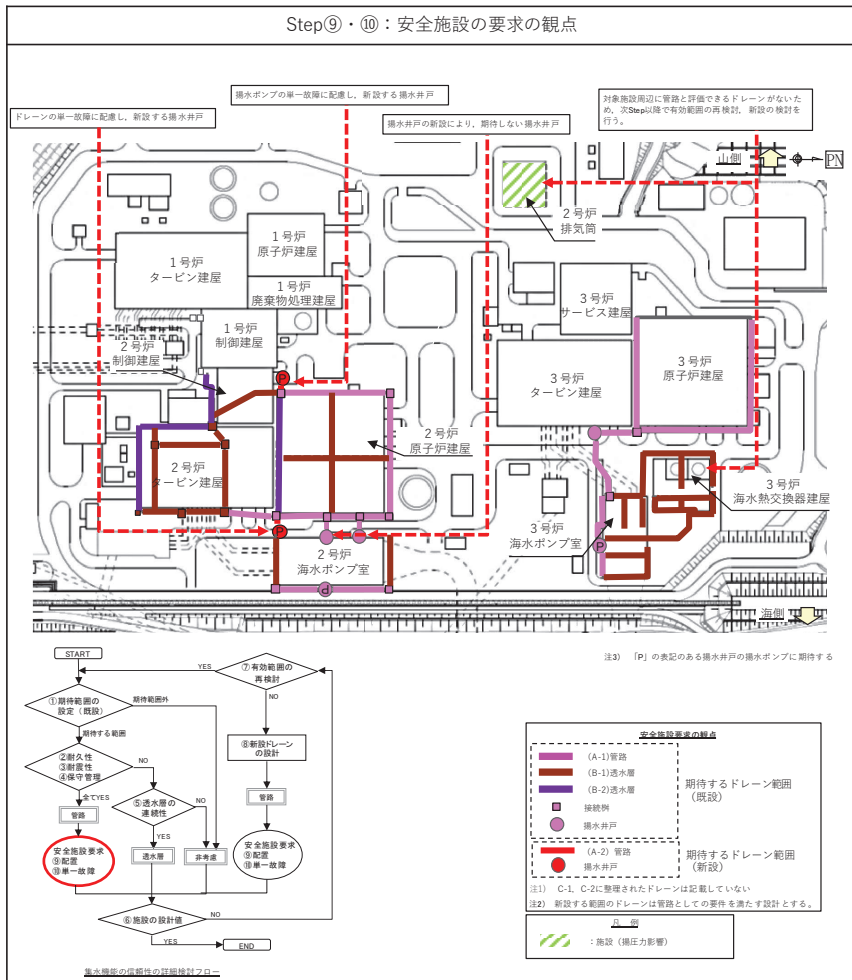 Step⑨・⑩：安全施設の要求の観点
揚水ポンプの単一故障に配慮し，新設する揚水井戸
対象施設周辺に管路と評価できるドレーンがないた
め，次Step以降で有効範囲の再検討，新設の検討を
行う。
ドレーンの単一故障に配慮し，新設する揚水井戸
揚水井戸の新設により，期待しない揚水井戸
山側
PN
２号炉
排気筒
１号炉
原子炉建屋
１号炉
タービン建屋
１号炉
廃棄物処理建屋
３号炉
サービス建屋
１号炉
制御建屋
２号炉
制御建屋
３号炉
原子炉建屋
３号炉
タービン建屋
P
２号炉
原子炉建屋
２号炉
タービン建屋
３号炉
海水熱交換器建屋
P
３号炉
海水ポンプ室
２号炉
海水ポンプ室
P
P
海側
注3) 「P」の表記のある揚水井戸の揚水ポンプに期待する
START
YES
⑦有効範囲の
再検討
①期待範囲の
設定（既設）
期待範囲外
NO
期待する範囲
⑧新設ドレーン
の設計
②耐久性
③耐震性
④保守管理
NO
全てYES
管路
⑤透水層の
連続性
NO
管路
YES
安全施設要求
⑨配置
⑩単一故障
透水層
非考慮
安全施設要求
⑨配置
⑩単一故障
⑥施設の設計値
NO
YES
END
集水機能の信頼性の詳細検討フロー
安全施設要求の観点
(A-1)管路
(B-1)透水層
(B-2)透水層
接続桝
揚水井戸
期待するドレーン範囲
（既設）
(A-2) 管路
揚水井戸
期待するドレーン範囲
（新設）
注1) C-1，C-2に整理されたドレーンは記載していない
注2) 新設する範囲のドレーンは管路としての要件を満たす設計とする。
凡 例
：施設（揚圧力影響）